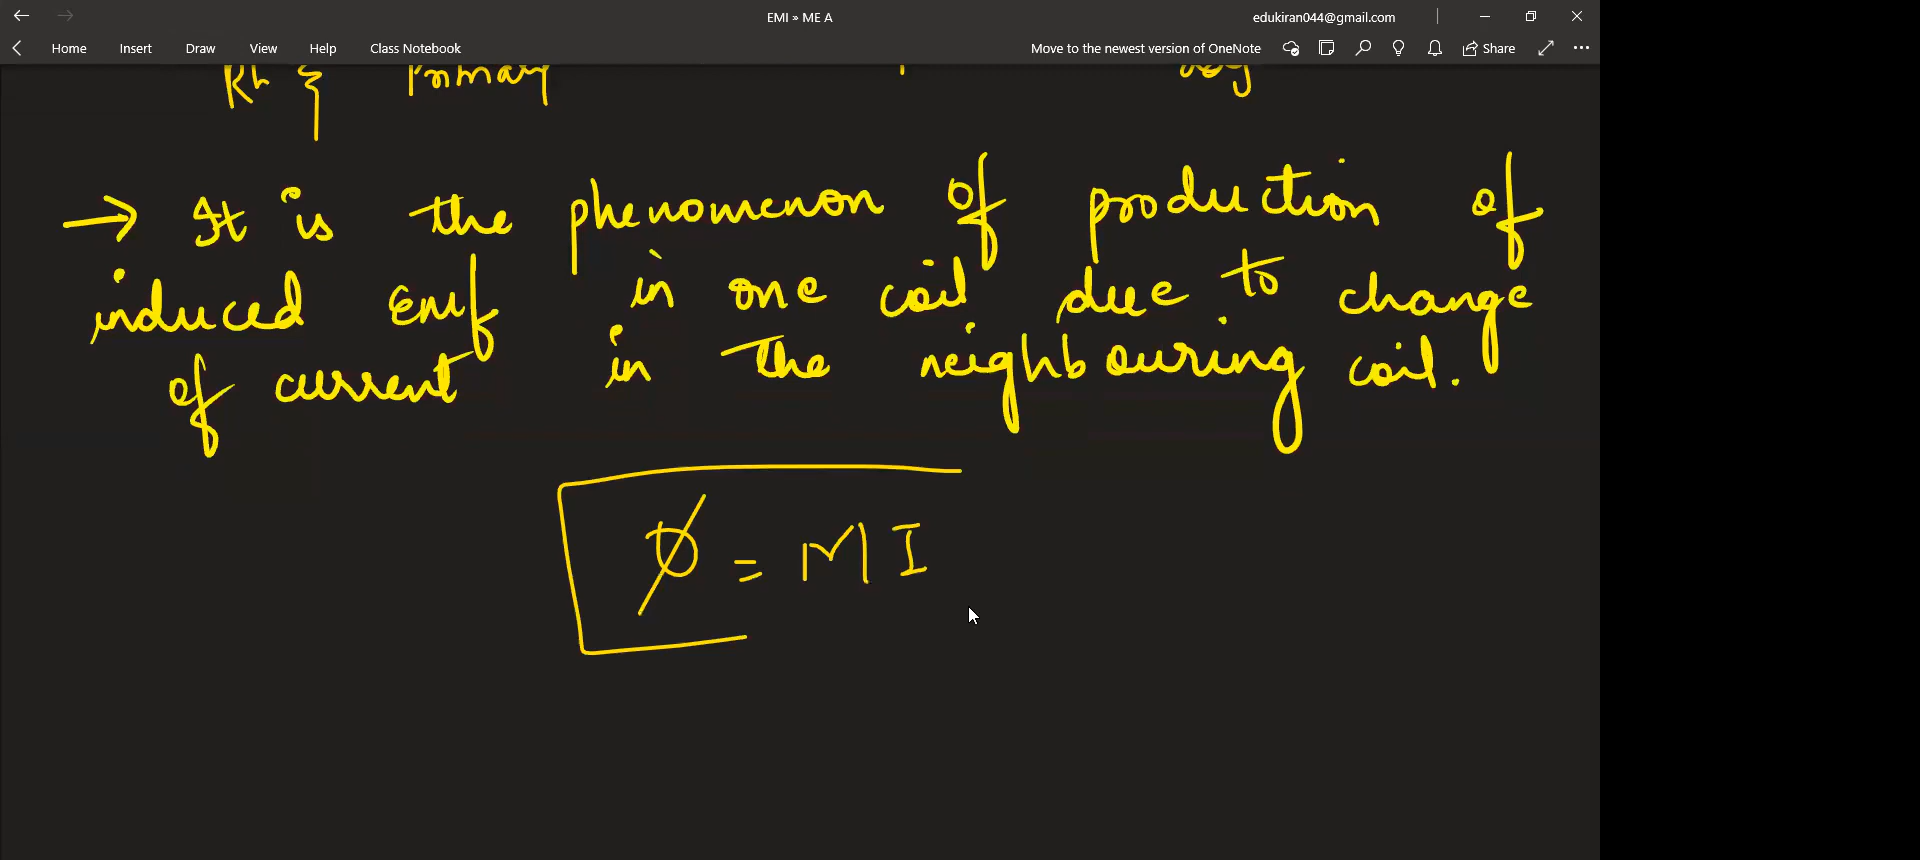 EMI » ME A
edukiran044@gmail.com
Home Insert Draw View Help Class Notebook
Move to the newest version of OneNote
Share
Rh Primary
→ It is the phenomenon of production of
induced Emf in one coil due to change
of current in the neighbouring coil.
Ø = M I